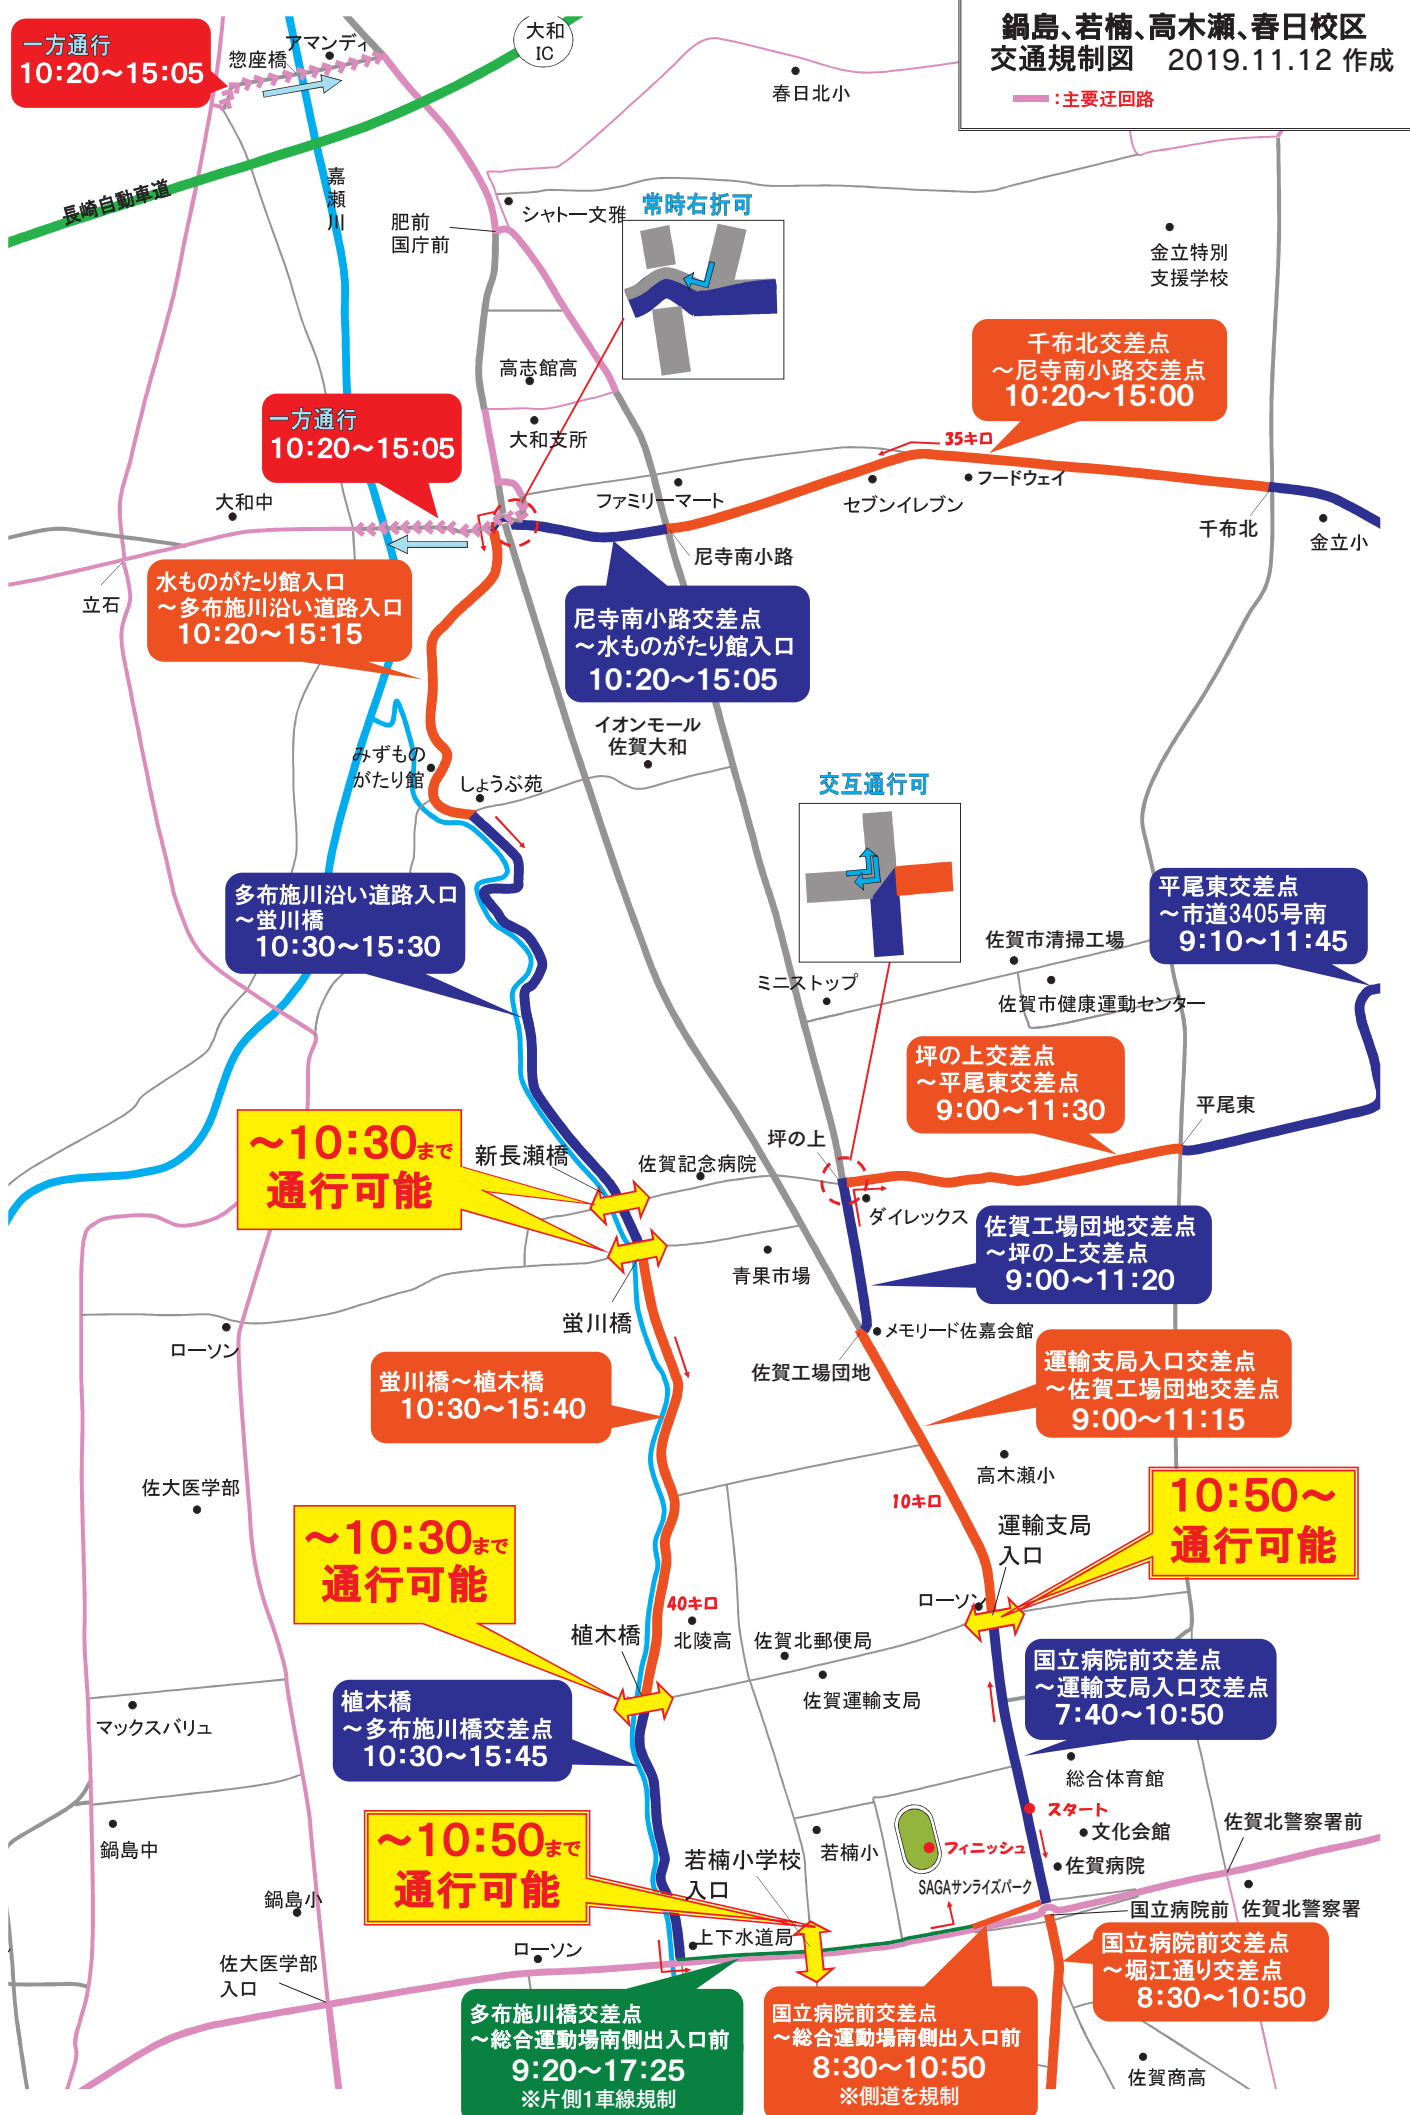 鍋島、若楠、高木瀬、春日校区
交通規制図 2019.11.12 作成
:主要迂回路
一方通行
10:20〜15:05
惣座橋
アマンディ
大和
IC
春日北小
長崎自動車道
嘉瀬川
肥前
国庁前
シャトー文雅
常時右折可
金立特別
支援学校
高志館高
大和支所
千布北交差点
〜尼寺南小路交差点
10:20〜15:00
一方通行
10:20〜15:05
35キロ
大和中
ファミリーマート
セブンイレブン
フードウェイ
千布北
金立小
尼寺南小路
立石
水ものがたり館入口
〜多布施川沿い道路入口
10:20〜15:15
尼寺南小路交差点
〜水ものがたり館入口
10:20〜15:05
イオンモール
佐賀大和
みずもの
がたり館
しょうぶ苑
交互通行可
多布施川沿い道路入口
〜蛍川橋
10:30〜15:30
平尾東交差点
〜市道3405号南
9:10〜11:45
佐賀市清掃工場
ミニストップ
佐賀市健康運動センター
坪の上交差点
〜平尾東交差点
9:00〜11:30
平尾東
〜10:30まで
通行可能
新長瀬橋
佐賀記念病院
坪の上
ダイレックス
佐賀工場団地交差点
〜坪の上交差点
9:00〜11:20
青果市場
蛍川橋
ローソン
メモリード佐嘉会館
佐賀工場団地
蛍川橋〜植木橋
10:30〜15:40
運輸支局入口交差点
〜佐賀工場団地交差点
9:00〜11:15
高木瀬小
佐大医学部
10キロ
10:50〜
通行可能
運輸支局
入口
〜10:30まで
通行可能
ローソン
40キロ
植木橋
北陵高
佐賀北郵便局
佐賀運輸支局
国立病院前交差点
〜運輸支局入口交差点
7:40〜10:50
植木橋
〜多布施川橋交差点
10:30〜15:45
マックスバリュ
総合体育館
スタート
文化会館
佐賀北警察署前
鍋島中
〜10:50まで
通行可能
若楠小学校
入口
若楠小
フィニッシュ
佐賀病院
SAGAサンライズパーク
鍋島小
国立病院前
佐賀北警察署
上下水道局
ローソン
佐大医学部
入口
国立病院前交差点
〜堀江通り交差点
8:30〜10:50
多布施川橋交差点
〜総合運動場南側出入口前
9:20〜17:25
※片側1車線規制
国立病院前交差点
〜総合運動場南側出入口前
8:30〜10:50
※側道を規制
佐賀商高